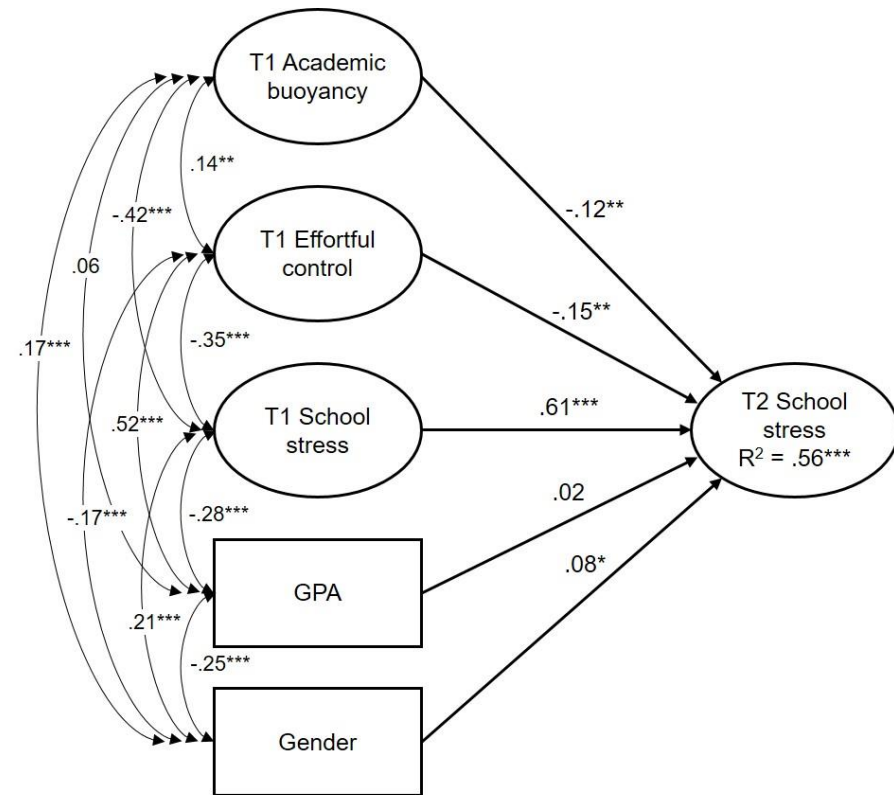 T1 Academic
buoyancy
.14**
-.12**
-.42***
T1 Effortful
control
.06
-.15**
.17***
-.35***
T1 School
stress
.61***
T2 School
stress
R² = .56***
.52***
.02
-.17***
-.28***
GPA
.08*
.21***
-.25***
Gender